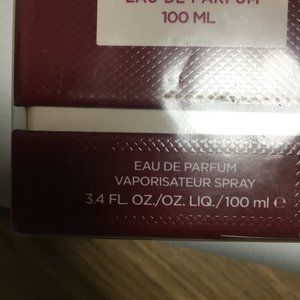 EAU DE PARFUM
100 ML
EAU DE PARFUM
VAPORISATEUR SPRAY
3.4 FL. OZ./OZ. LIQ./100 ml ℮